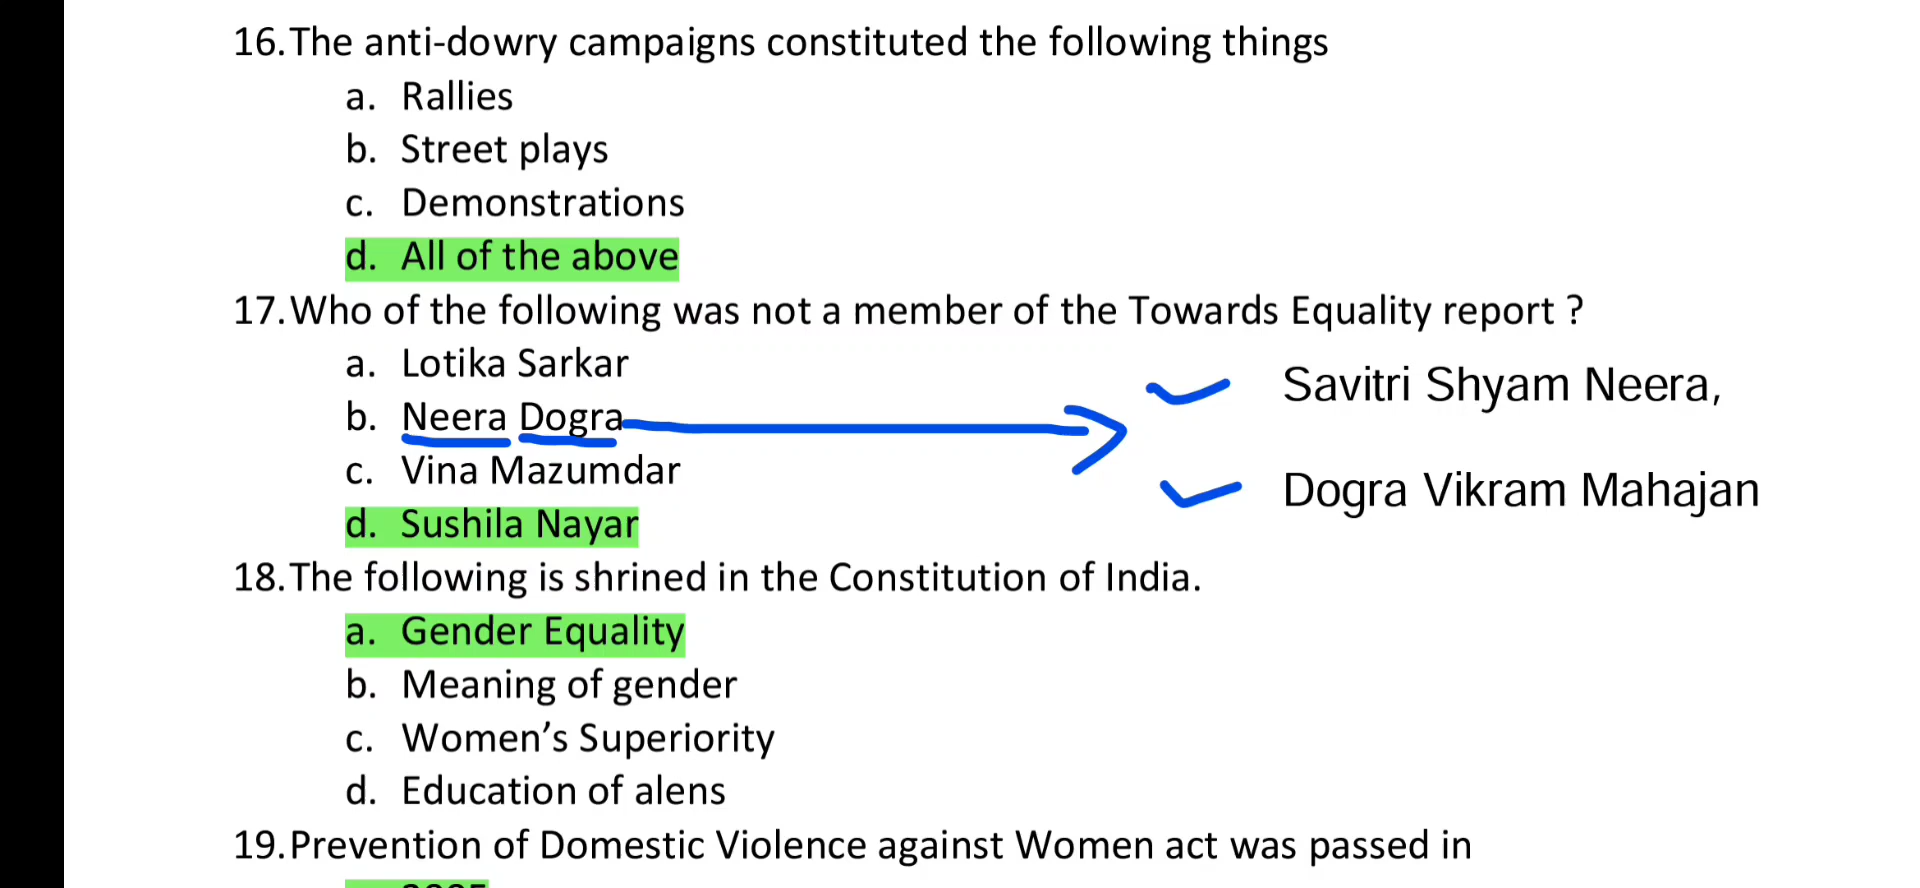 16.The anti-dowry campaigns constituted the following things
a. Rallies
b. Street plays
c. Demonstrations
d. All of the above
17.Who of the following was not a member of the Towards Equality report ?
a. Lotika Sarkar
b. Neera Dogra
c. Vina Mazumdar
d. Sushila Nayar
Savitri Shyam Neera,
Dogra Vikram Mahajan
18.The following is shrined in the Constitution of India.
a. Gender Equality
b. Meaning of gender
c. Women’s Superiority
d. Education of alens
19.Prevention of Domestic Violence against Women act was passed in